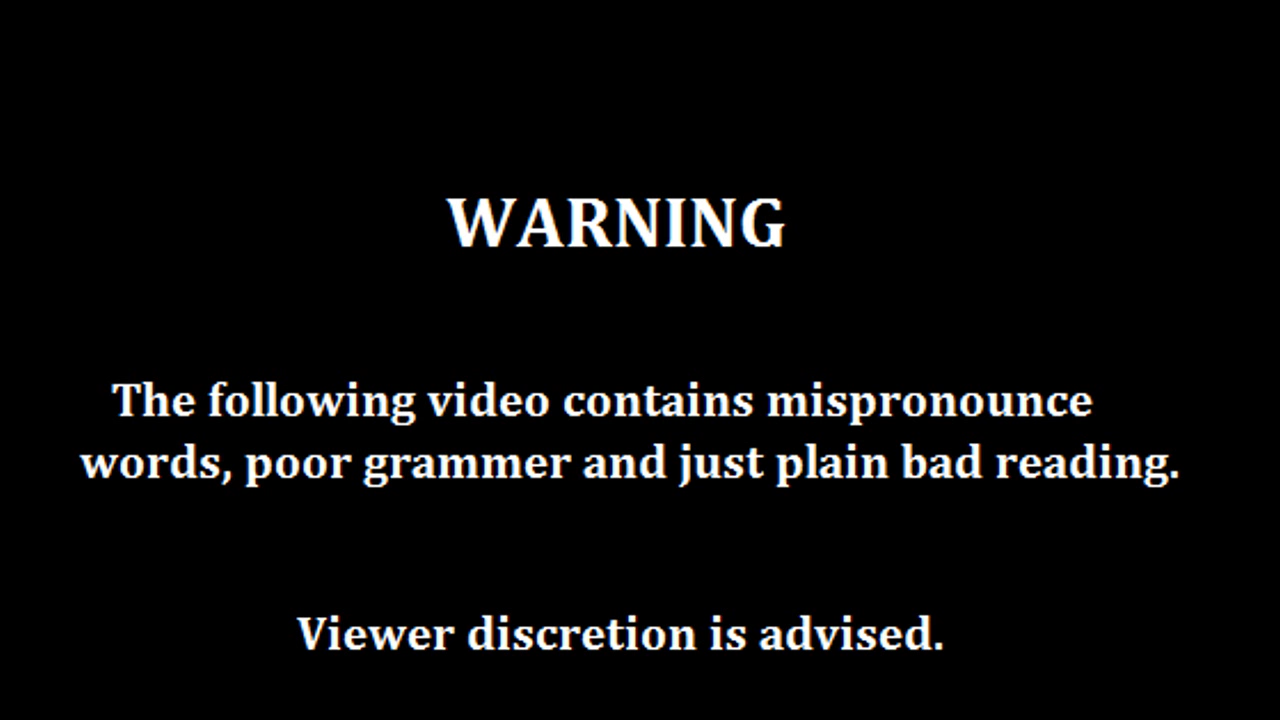 WARNING
The following video contains mispronounce
words, poor grammer and just plain bad reading.
Viewer discretion is advised.